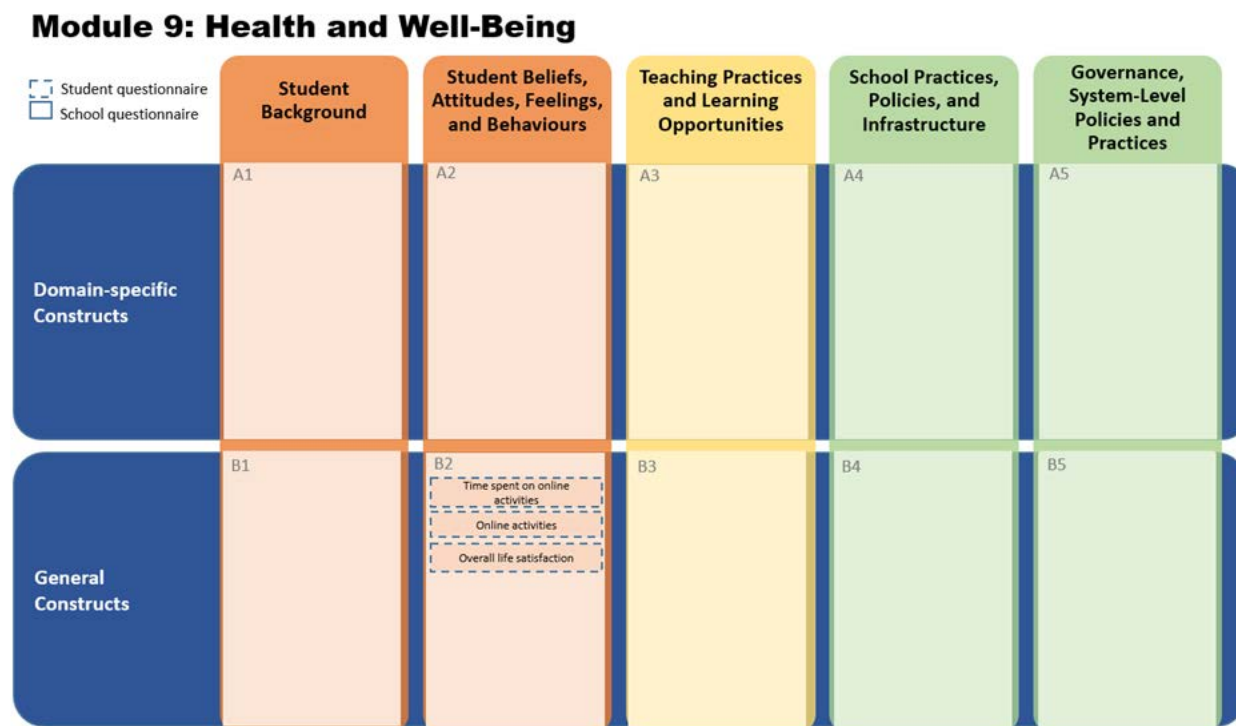 Module 9: Health and Well-Being
Student questionnaire
School questionnaire
Student
Background
Student Beliefs,
Attitudes, Feelings,
and Behaviours
Teaching Practices
and Learning
Opportunities
School Practices,
Policies, and
Infrastructure
Governance,
System-Level
Policies and
Practices
Domain-specific
Constructs
A1
A2
A3
A4
A5
General
Constructs
B1
B2
Time spent on online
activities
Online activities
Overall life satisfaction
B3
B4
B5